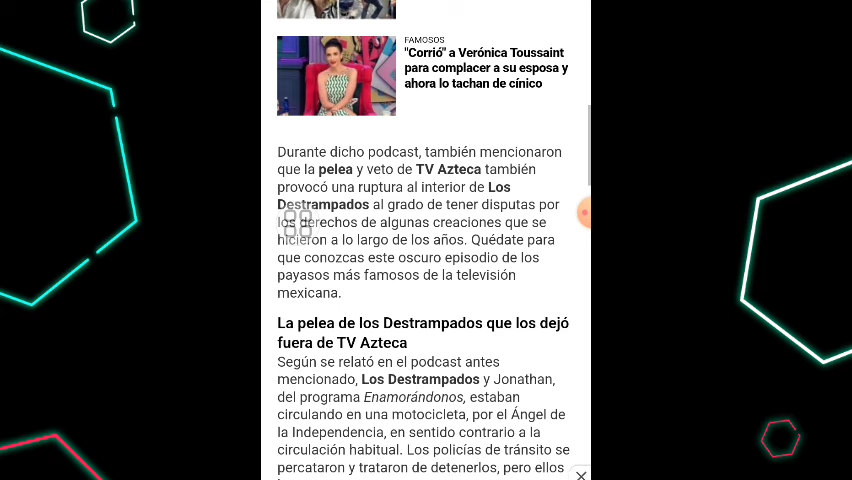 FAMOSOS
"Corrió" a Verónica Toussaint
para complacer a su esposa y
ahora lo tachan de cínico
Durante dicho podcast, también mencionaron
que la pelea y veto de TV Azteca también
provocó una ruptura al interior de Los
Destrampados al grado de tener disputas por
los derechos de algunas creaciones que se
hicieron a lo largo de los años. Quédate para
que conozcas este oscuro episodio de los
payasos más famosos de la televisión
mexicana.
La pelea de los Destrampados que los dejó
fuera de TV Azteca
Según se relató en el podcast antes
mencionado, Los Destrampados y Jonathan,
del programa Enamorándonos, estaban
circulando en una motocicleta, por el Ángel de
la Independencia, en sentido contrario a la
circulación habitual. Los policías de tránsito se
percataron y trataron de detenerlos, pero ellos